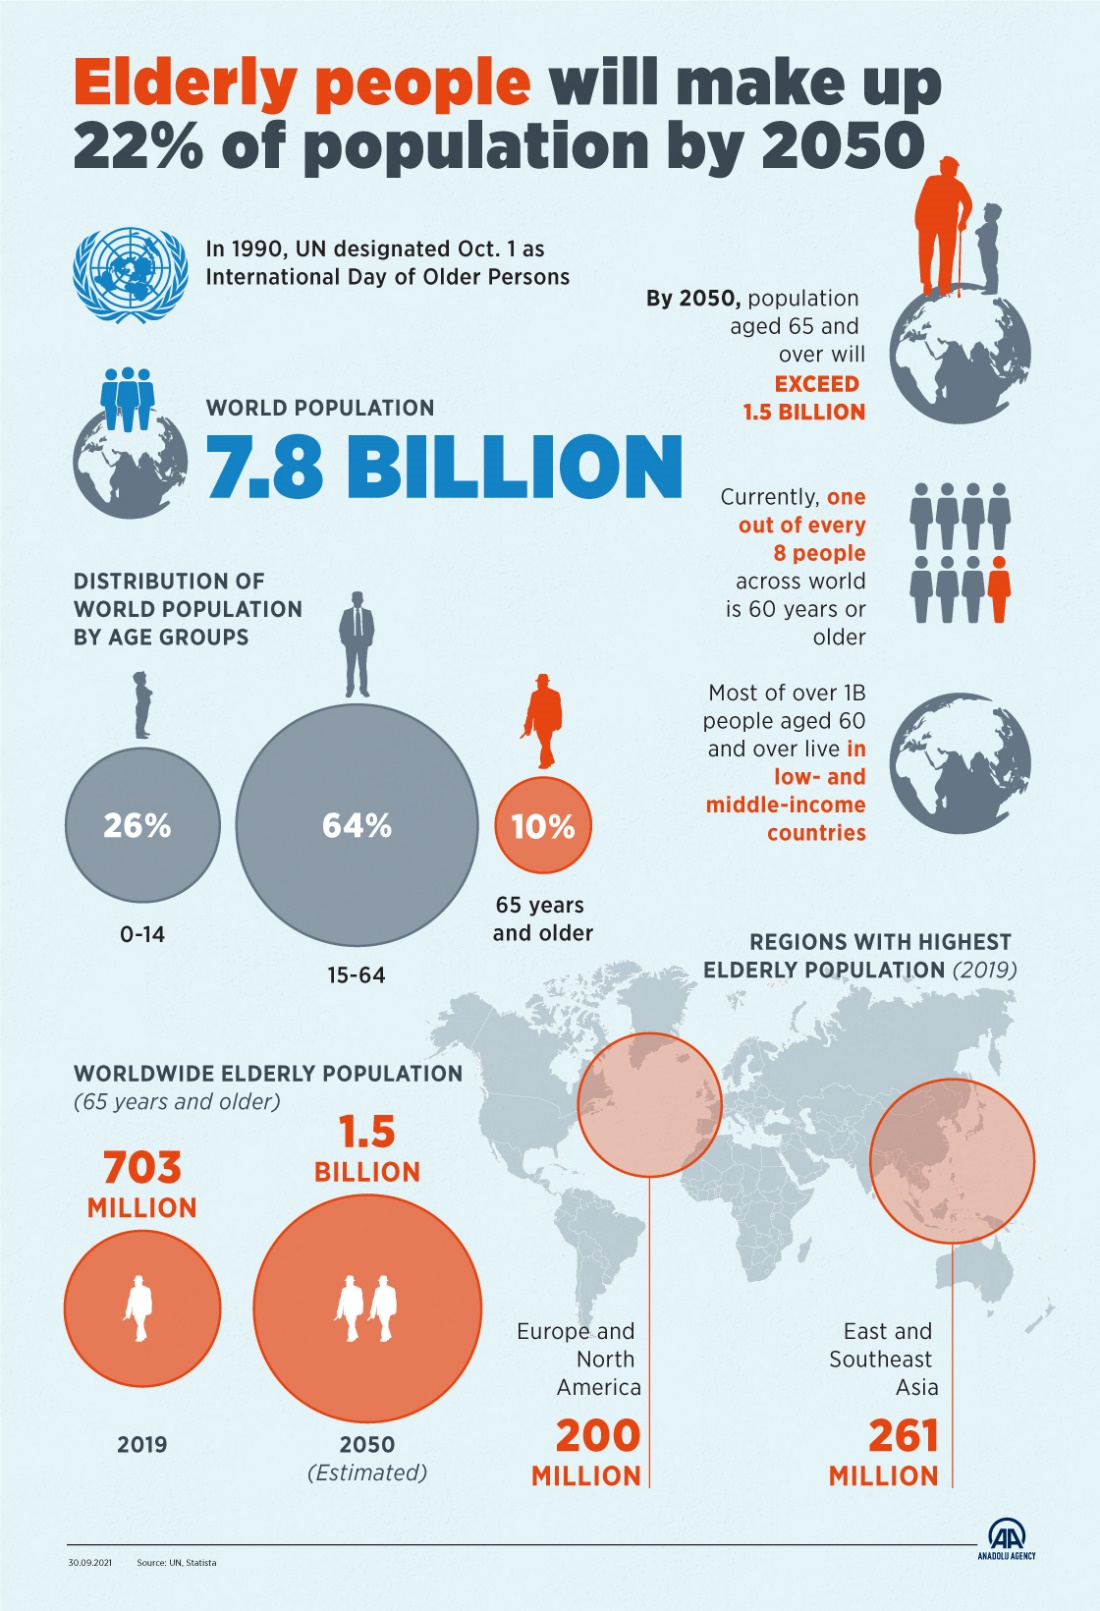 Elderly people will make up
22% of population by 2050
In 1990, UN designated Oct. 1 as
International Day of Older Persons
By 2050, population
aged 65 and
over will
EXCEED
1.5 BILLION
WORLD POPULATION
7.8 BILLION
Currently, one
out of every
8 people
across world
is 60 years or
older
DISTRIBUTION OF
WORLD POPULATION
BY AGE GROUPS
26%
64%
10%
0-14
15-64
65 years
and older
Most of over 1B
people aged 60
and over live in
low- and
middle-income
countries
REGIONS WITH HIGHEST
ELDERLY POPULATION (2019)
WORLDWIDE ELDERLY POPULATION
(65 years and older)
703
MILLION
1.5
BILLION
2019
2050
(Estimated)
Europe and
North
America
200
MILLION
East and
Southeast
Asia
261
MILLION
30.09.2021
Source: UN, Statista
AA
ANADOLU AGENCY